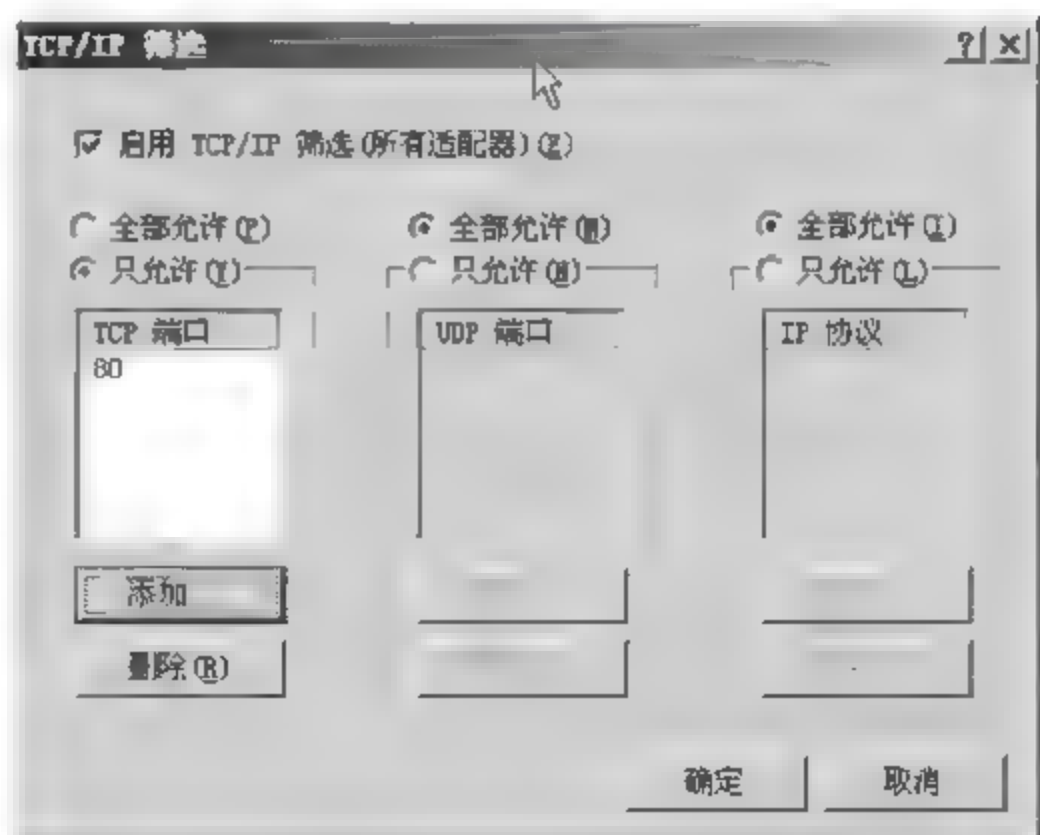 TCP/IP 筛选
启用 TCP/IP 筛选(所有适配器)(E)
全部允许(P) 全部允许(M) 全部允许(I)
只允许(Y) 只允许(N) 只允许(L)
TCP 端口 UDP 端口 IP 协议
80
添加
删除(R)
确定 取消